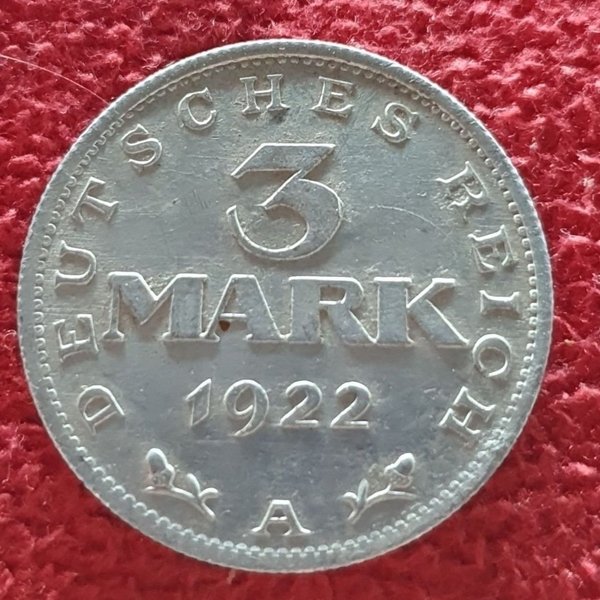 DEUTSCHES REICH
3
MARK
1922
A